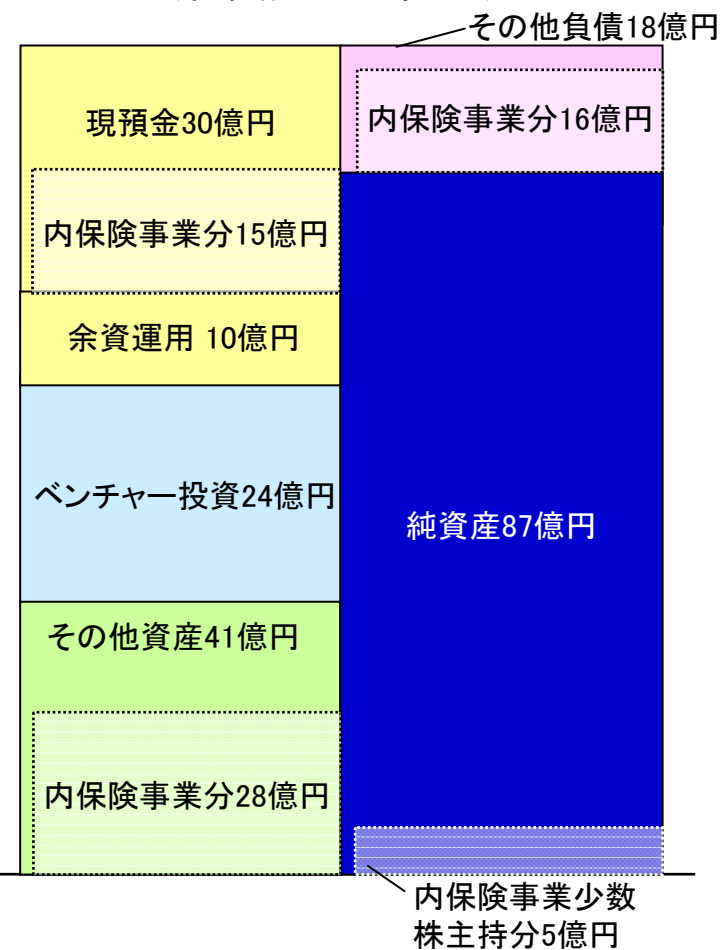 その他負債18億円
現預金30億円
内保険事業分16億円
内保険事業分15億円
余資運用 10億円
ベンチャー投資24億円
純資産87億円
その他資産41億円
内保険事業分28億円
内保険事業少数
株主持分5億円